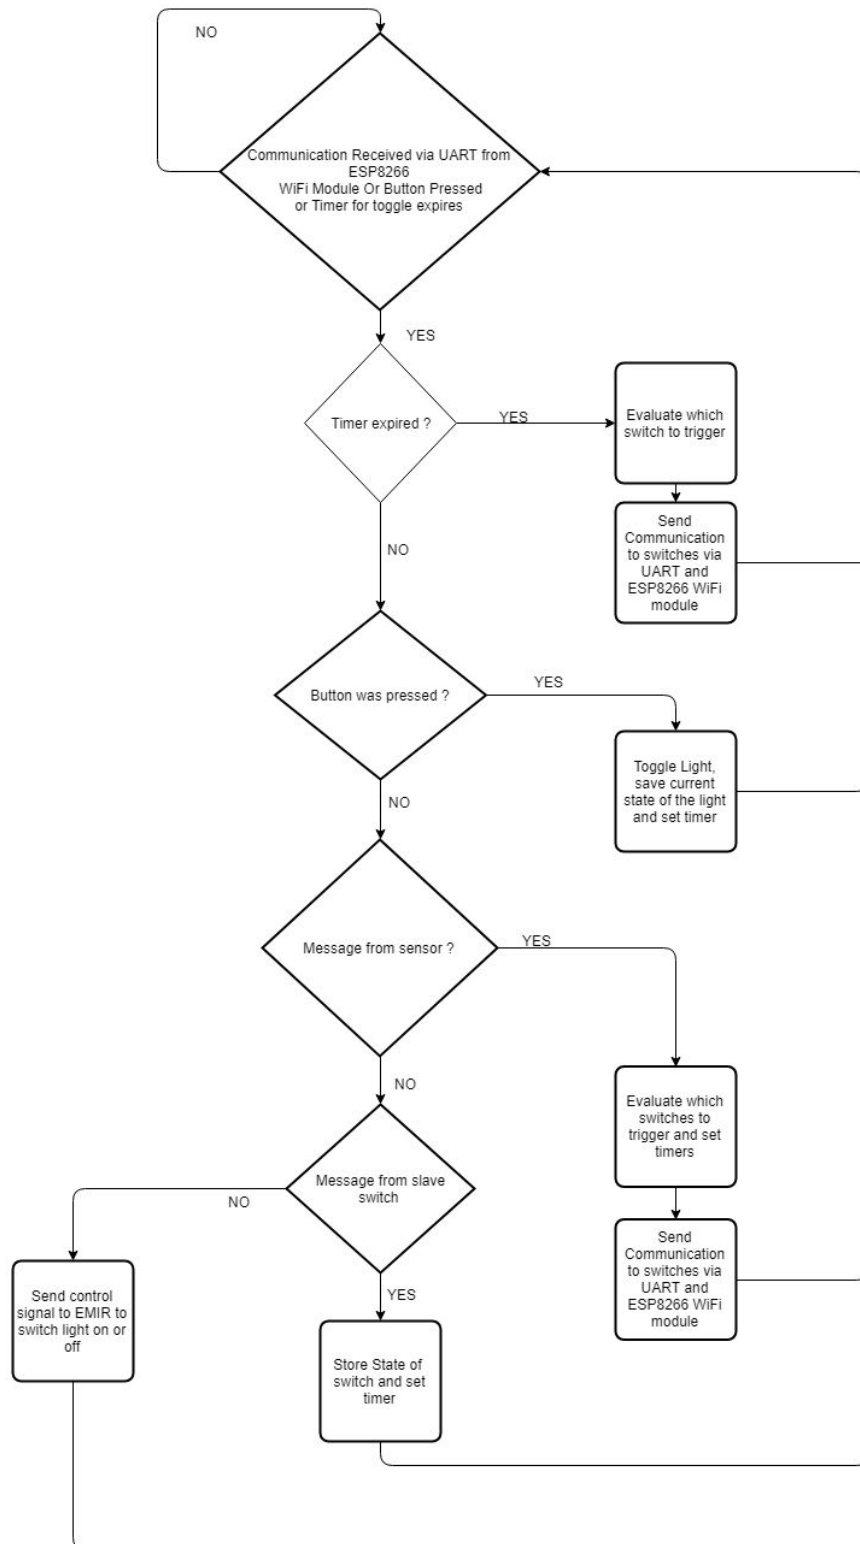 NO
Communication Received via UART from
ESP8266
WiFi Module Or Button Pressed
or Timer for toggle expires
YES
Timer expired ?
YES
Evaluate which
switch to trigger
Send
Communication
to switches via
UART and
ESP8266 WiFi
module
NO
Button was pressed ?
YES
Toggle Light,
save current
state of the light
and set timer
NO
Message from sensor ?
YES
Evaluate which
switches to
trigger and set
timers
Send
Communication
to switches via
UART and
ESP8266 WiFi
module
NO
Message from slave
switch
NO
Send control
signal to EMIR to
switch light on or
off
YES
Store State of
switch and set
timer